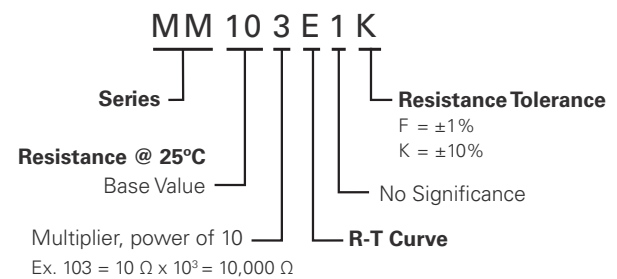 MM 10 3 E 1 K
Series
Resistance Tolerance
F = ±1%
K = ±10%
Resistance @ 25ºC
Base Value
No Significance
Multiplier, power of 10
R-T Curve
Ex. 103 = 10 Ω x 10³ = 10,000 Ω